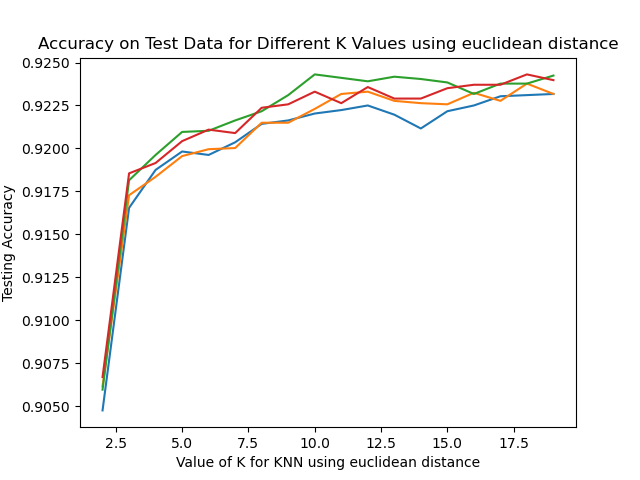 Accuracy on Test Data for Different K Values using euclidean distance
0.9250
0.9225
0.9200
0.9175
0.9150
0.9125
0.9100
0.9075
0.9050
Testing Accuracy
2.5 5.0 7.5 10.0 12.5 15.0 17.5
Value of K for KNN using euclidean distance